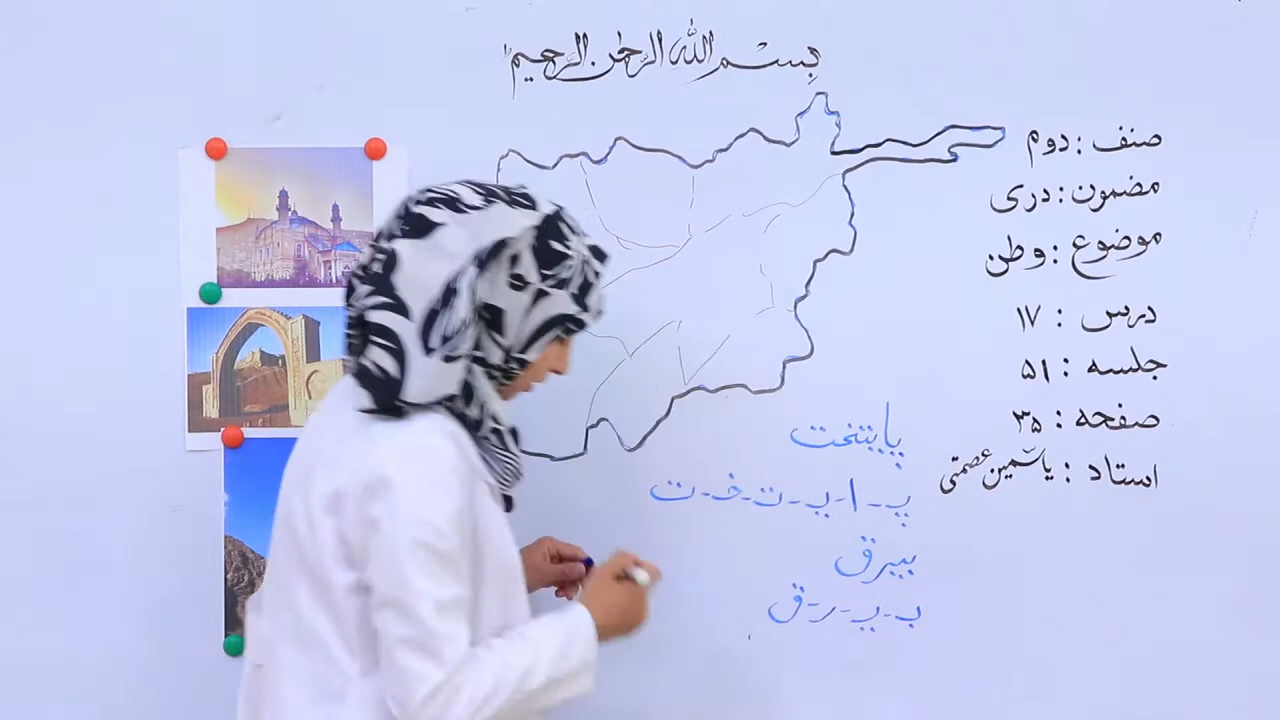 بسم الله الرحمن الرحیم
صنف : دوم
مضمون : دری
موضوع : وطن
درس : ۱۷
جلسه : ۵۱
صفحه : ۳۵
استاد : یاسمین عصمتی
پایتخت
پ - ا - ی - ت - خ - ت
بیرق
ب - ی - ر - ق